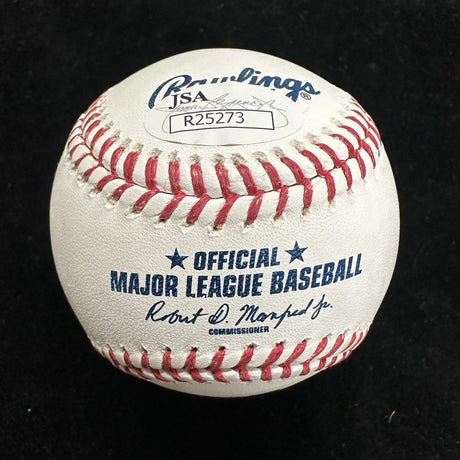 Rawlings ®
JSA
R25273
★ OFFICIAL ★
MAJOR LEAGUE BASEBALL
Robert D. Manfred Jr.
COMMISSIONER